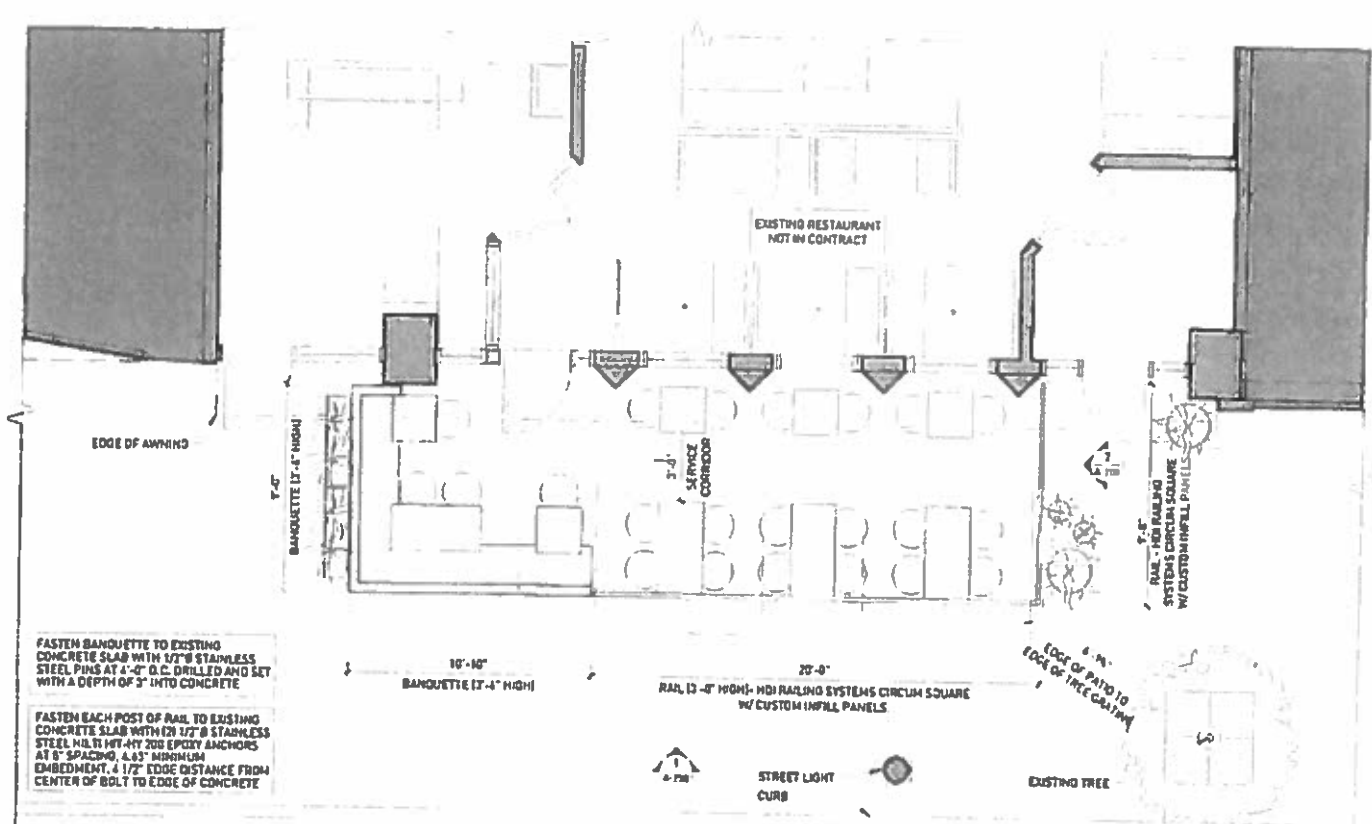 EXISTING RESTAURANT
NOT IN CONTRACT
EDGE OF AWNING
BANQUETTE (3'-6" HIGH)
3'-0"
SERVICE
CORRIDOR
RAIL - HDI RAILING
SYSTEMS CIRCUM SQUARE
W/ CUSTOM INFILL PANELS
FASTEN BANQUETTE TO EXISTING
CONCRETE SLAB WITH 1/2"Ø STAINLESS
STEEL PINS AT 4'-0" O.C. DRILLED AND SET
WITH A DEPTH OF 3" INTO CONCRETE
FASTEN EACH POST OF RAIL TO EXISTING
CONCRETE SLAB WITH (2) 1/2"Ø STAINLESS
STEEL HILTI HIT-HY 200 EPOXY ANCHORS
AT 6" SPACING,
MINIMUM
EMBEDMENT, 4 1/2" EDGE DISTANCE FROM
CENTER OF BOLT TO EDGE OF CONCRETE
10'-10"
BANQUETTE (3'-6" HIGH)
RAIL (3'-0" HIGH)- HDI RAILING SYSTEMS CIRCUM SQUARE
W/ CUSTOM INFILL PANELS
EDGE OF PATIO TO
EDGE OF TREE GRATING
STREET LIGHT
CURB
EXISTING TREE